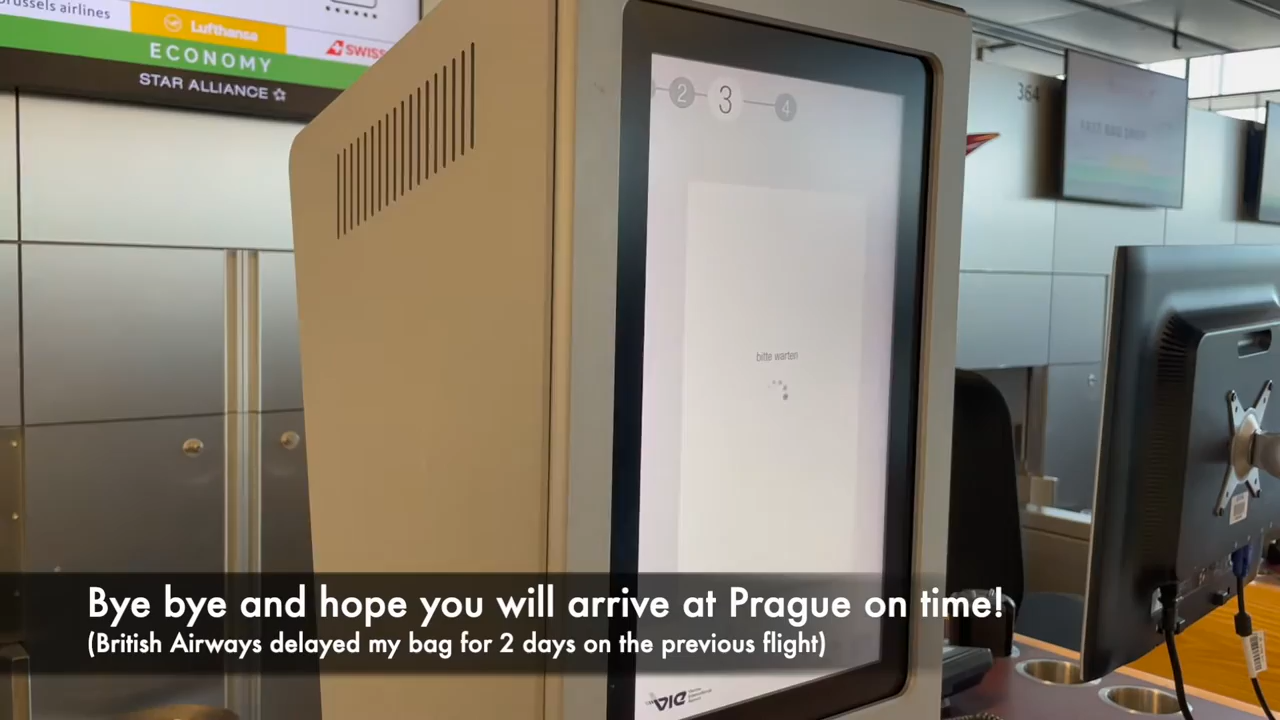 Brussels airlines
Lufthansa
SWISS
ECONOMY
STAR ALLIANCE
2
3
4
364
bitte warten
Bye bye and hope you will arrive at Prague on time!
(British Airways delayed my bag for 2 days on the previous flight)
VIE